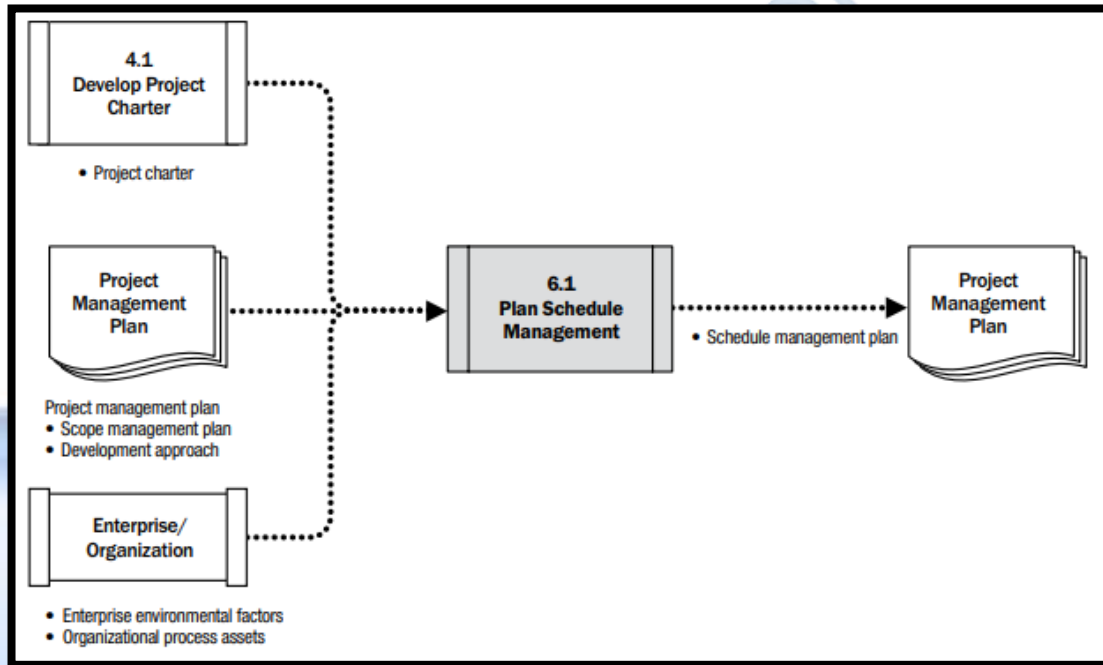 4.1
Develop Project
Charter
• Project charter
Project
Management
Plan
Project management plan
• Scope management plan
• Development approach
Enterprise/
Organization
• Enterprise environmental factors
• Organizational process assets
6.1
Plan Schedule
Management
• Schedule management plan
Project
Management
Plan